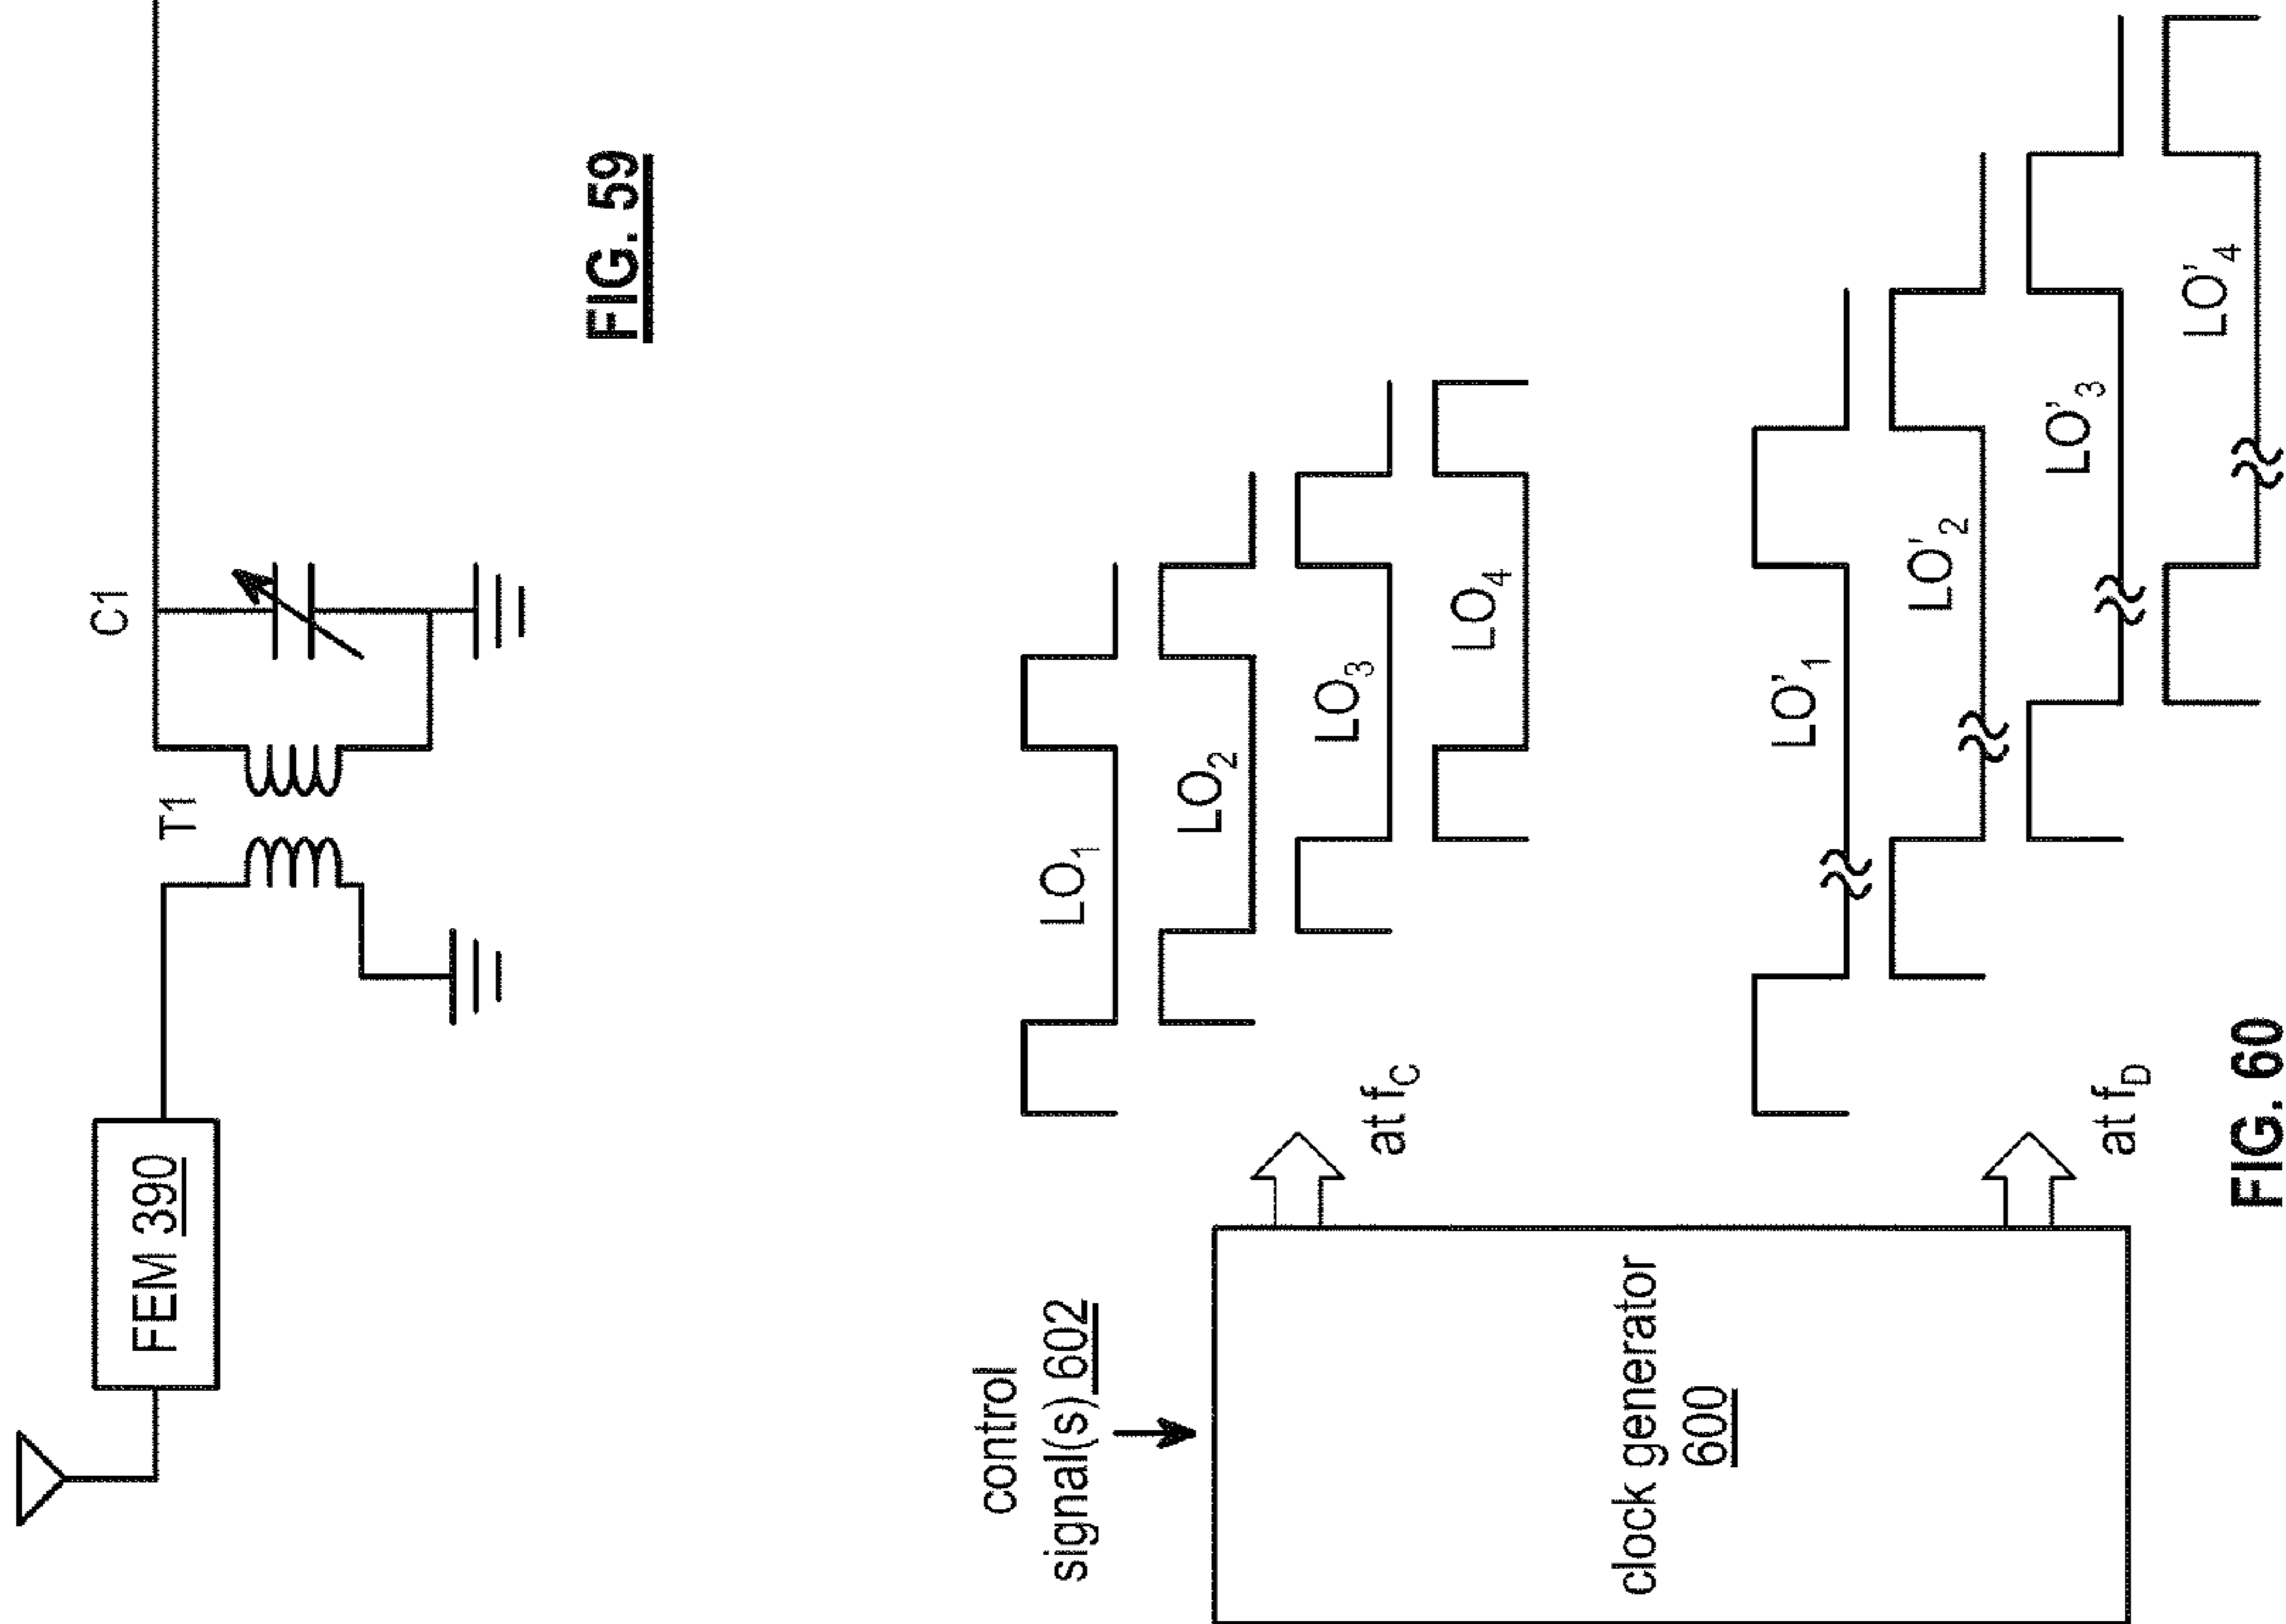 FEM 390
T1
C1
FIG. 59
control
signal(s) 602
clock generator
600
at f_C
LO_1
LO_2
LO_3
LO_4
at f_D
LO'_1
LO'_2
LO'_3
LO'_4
FIG. 60